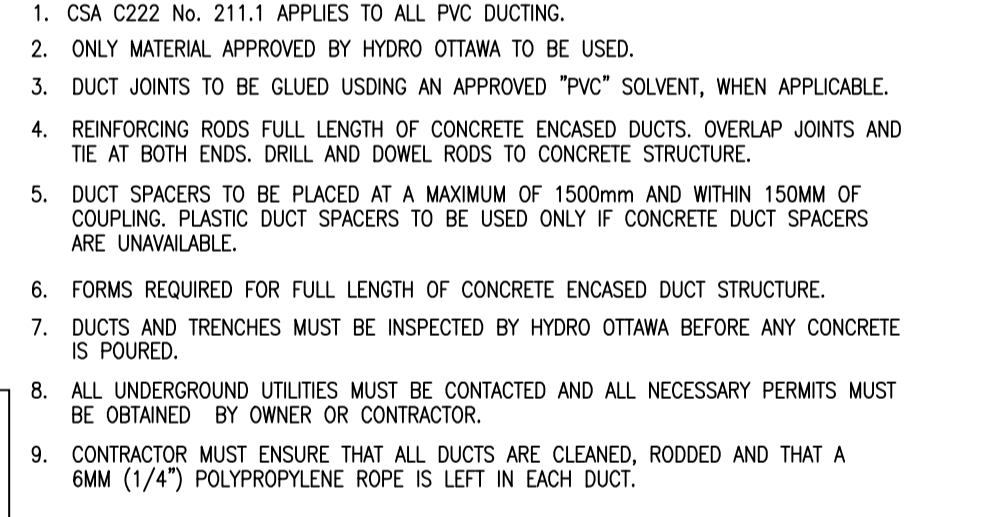 1. CSA C222 No. 211.1 APPLIES TO ALL PVC DUCTING.
2. ONLY MATERIAL APPROVED BY HYDRO OTTAWA TO BE USED.
3. DUCT JOINTS TO BE GLUED USDING AN APPROVED "PVC" SOLVENT, WHEN APPLICABLE.
4. REINFORCING RODS FULL LENGTH OF CONCRETE ENCASED DUCTS. OVERLAP JOINTS AND
TIE AT BOTH ENDS. DRILL AND DOWEL RODS TO CONCRETE STRUCTURE.
5. DUCT SPACERS TO BE PLACED AT A MAXIMUM OF 1500mm AND WITHIN 150MM OF
COUPLING. PLASTIC DUCT SPACERS TO BE USED ONLY IF CONCRETE DUCT SPACERS
ARE UNAVAILABLE.
6. FORMS REQUIRED FOR FULL LENGTH OF CONCRETE ENCASED DUCT STRUCTURE.
7. DUCTS AND TRENCHES MUST BE INSPECTED BY HYDRO OTTAWA BEFORE ANY CONCRETE
IS POURED.
8. ALL UNDERGROUND UTILITIES MUST BE CONTACTED AND ALL NECESSARY PERMITS MUST
BE OBTAINED BY OWNER OR CONTRACTOR.
9. CONTRACTOR MUST ENSURE THAT ALL DUCTS ARE CLEANED, RODDED AND THAT A
6MM (1/4") POLYPROPYLENE ROPE IS LEFT IN EACH DUCT.